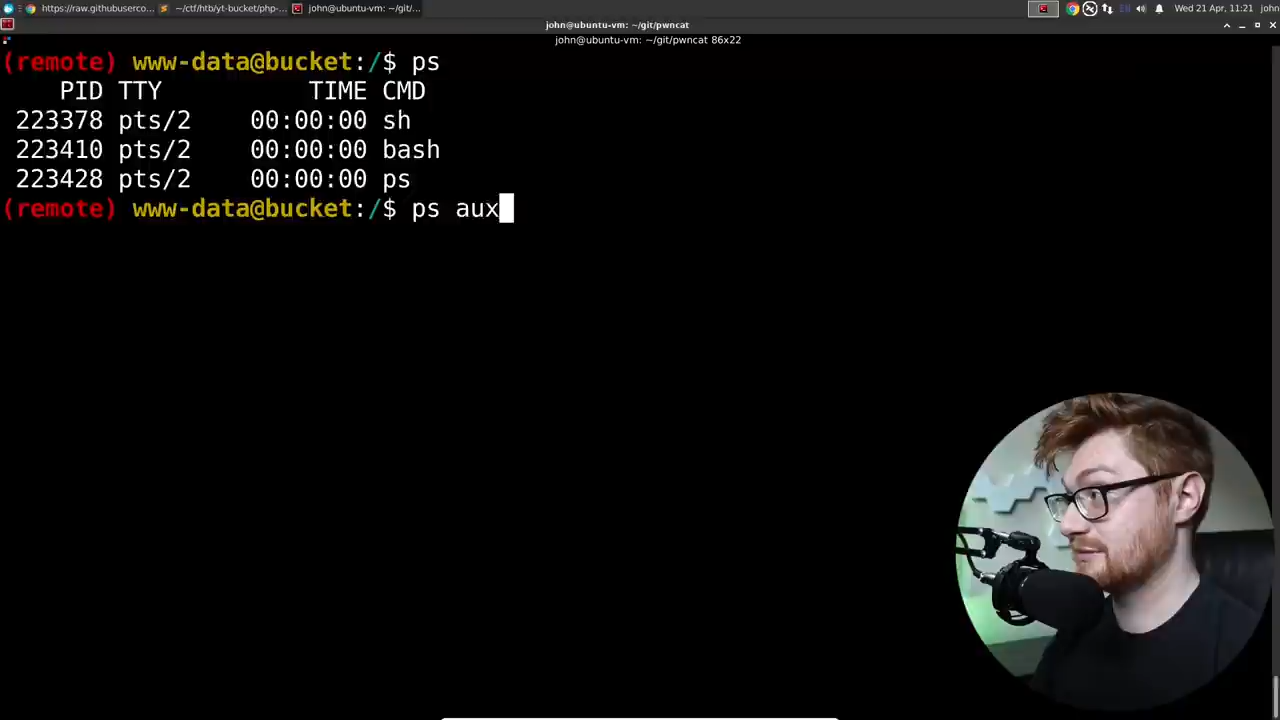 https://raw.githubuserco...
~/ctf/htb/yt-bucket/php-...
john@ubuntu-vm: ~/git/...
Wed 21 Apr, 11:21
john
john@ubuntu-vm: ~/git/pwncat
john@ubuntu-vm: ~/git/pwncat 86x22
(remote) www-data@bucket:/$ ps
PID TTY TIME CMD
223378 pts/2 00:00:00 sh
223410 pts/2 00:00:00 bash
223428 pts/2 00:00:00 ps
(remote) www-data@bucket:/$ ps aux